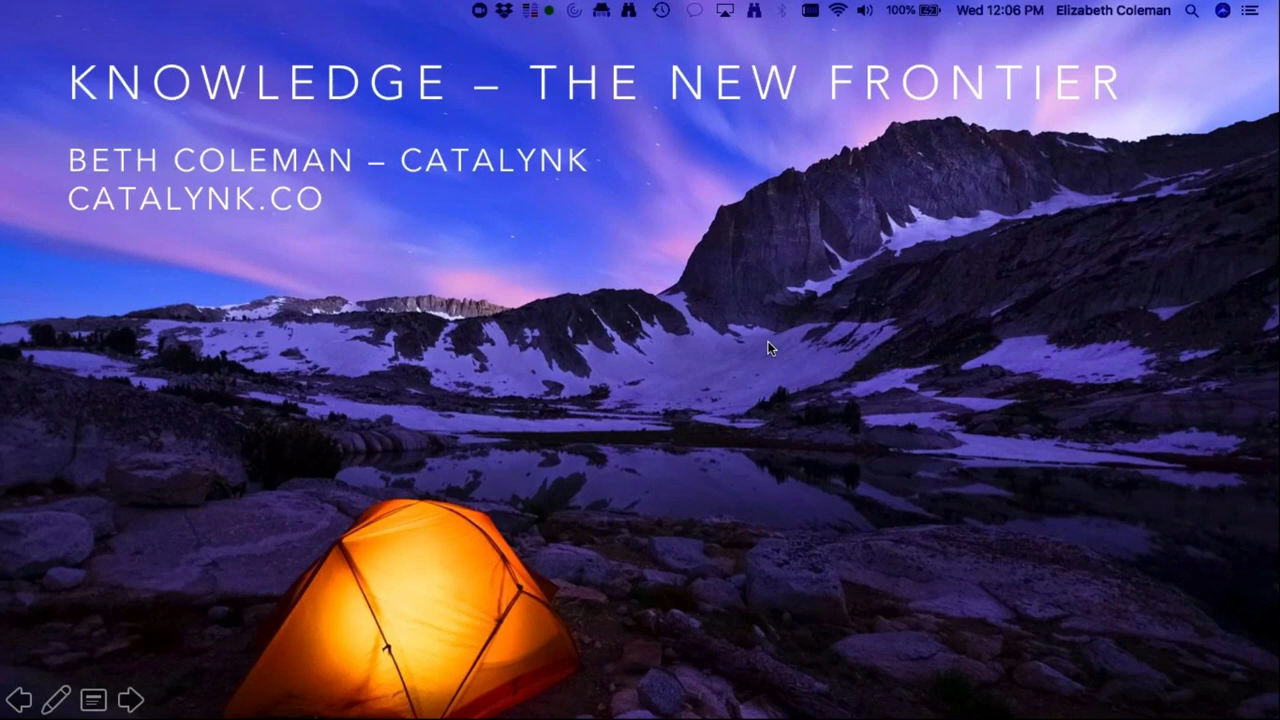 100% Wed 12:06 PM Elizabeth Coleman
KNOWLEDGE – THE NEW FRONTIER
BETH COLEMAN – CATALYNK
CATALYNK.CO